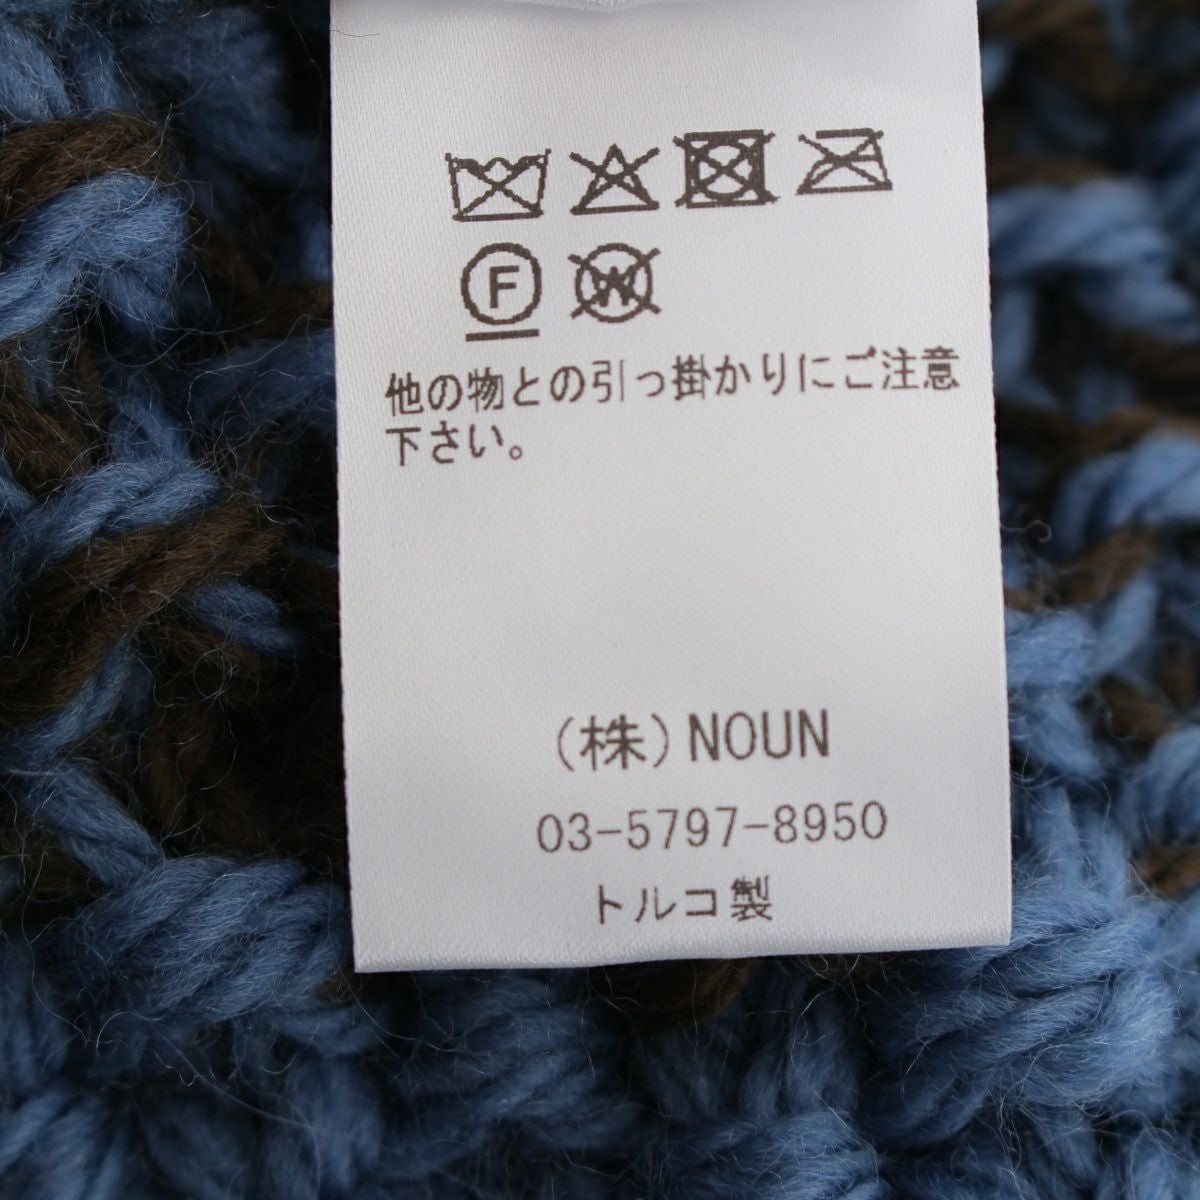 F W
他の物との引っ掛かりにご注意
下さい。
(株) NOUN
03-5797-8950
トルコ製